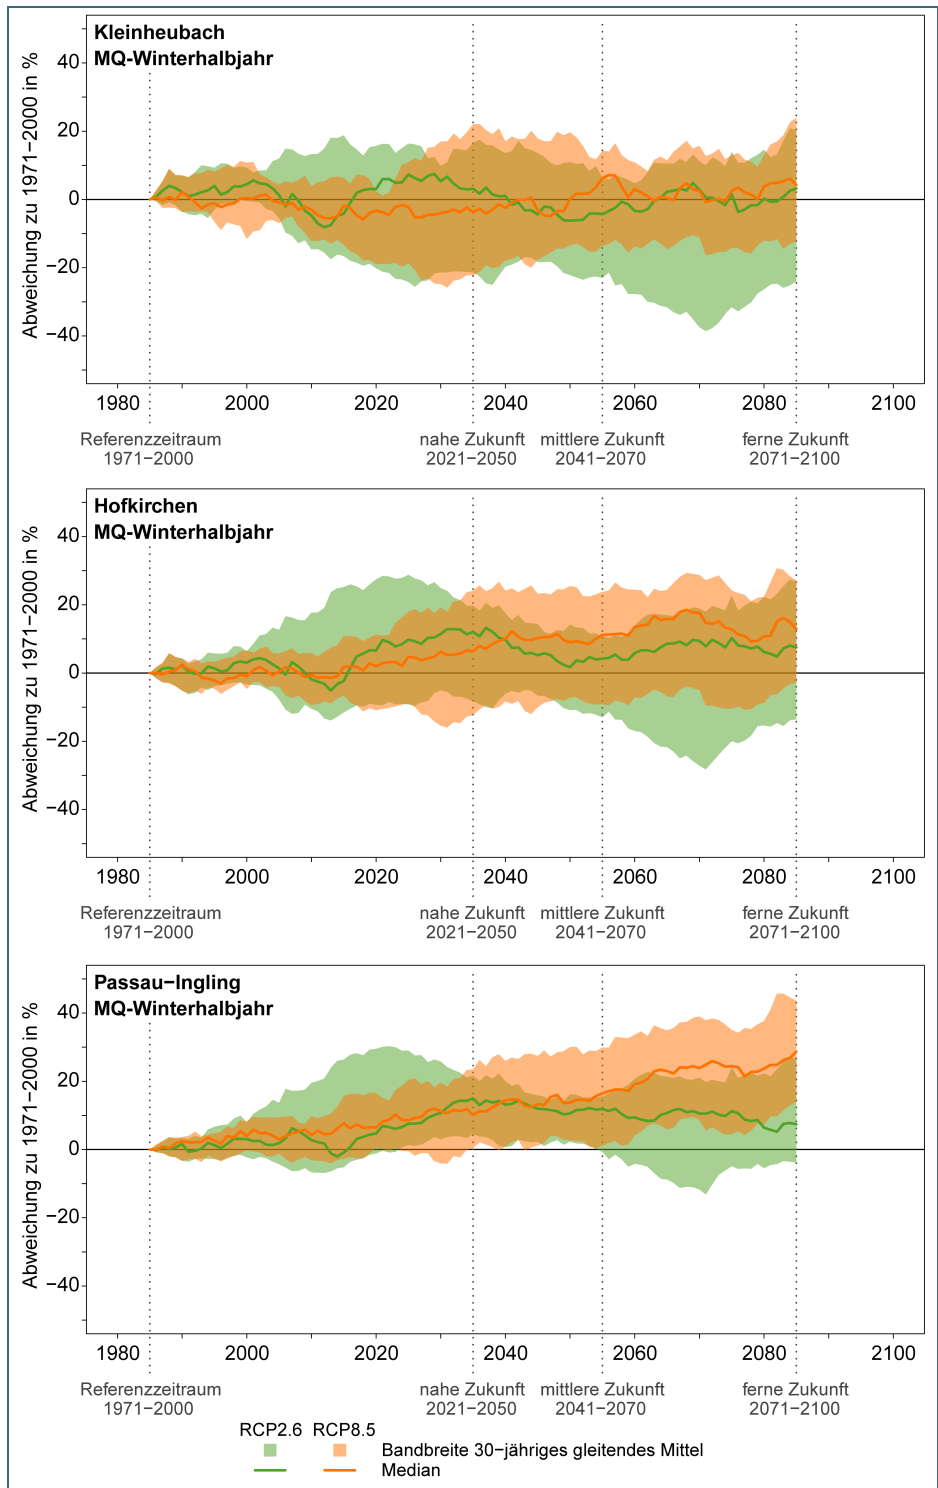 Kleinheubach
MQ-Winterhalbjahr
Abweichung zu 1971−2000 in %
40
20
0
−20
−40
1980 2000 2020 2040 2060 2080 2100
Referenzzeitraum nahe Zukunft mittlere Zukunft ferne Zukunft
1971−2000 2021−2050 2041−2070 2071−2100
Hofkirchen
MQ-Winterhalbjahr
Abweichung zu 1971−2000 in %
40
20
0
−20
−40
1980 2000 2020 2040 2060 2080 2100
Referenzzeitraum nahe Zukunft mittlere Zukunft ferne Zukunft
1971−2000 2021−2050 2041−2070 2071−2100
Passau−Ingling
MQ-Winterhalbjahr
Abweichung zu 1971−2000 in %
40
20
0
−20
−40
1980 2000 2020 2040 2060 2080 2100
Referenzzeitraum nahe Zukunft mittlere Zukunft ferne Zukunft
1971−2000 2021−2050 2041−2070 2071−2100
RCP2.6 RCP8.5
Bandbreite 30−jähriges gleitendes Mittel
Median